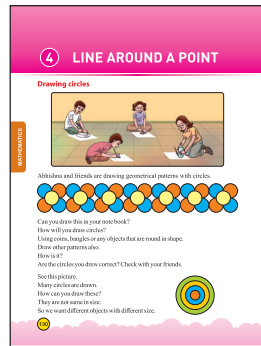 4 LINE AROUND A POINT
Drawing circles
MATHEMATICS
Abhishna and friends are drawing geometrical patterns with circles.
Can you draw this in your note book?
How will you draw circles?
Using coins, bangles or any objects that are round in shape.
Draw other patterns also.
How is it?
Are the circles you drew correct? Check with your friends.
See this picture.
Many circles are drawn.
How can you draw these?
They are not same in size.
So we want different objects with different size.
130